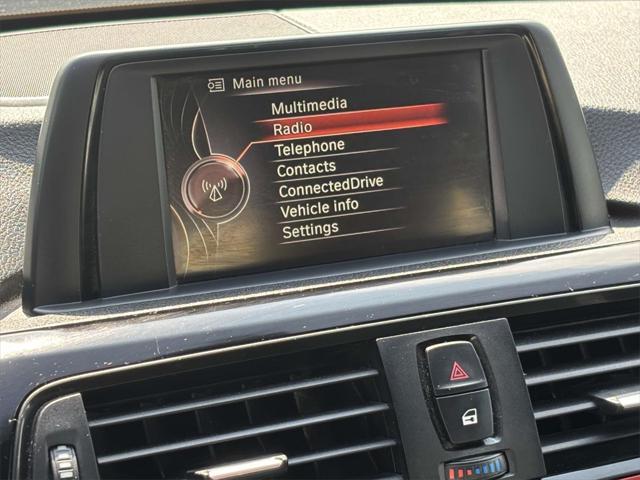 Main menu
Multimedia
Radio
Telephone
Contacts
ConnectedDrive
Vehicle info
Settings